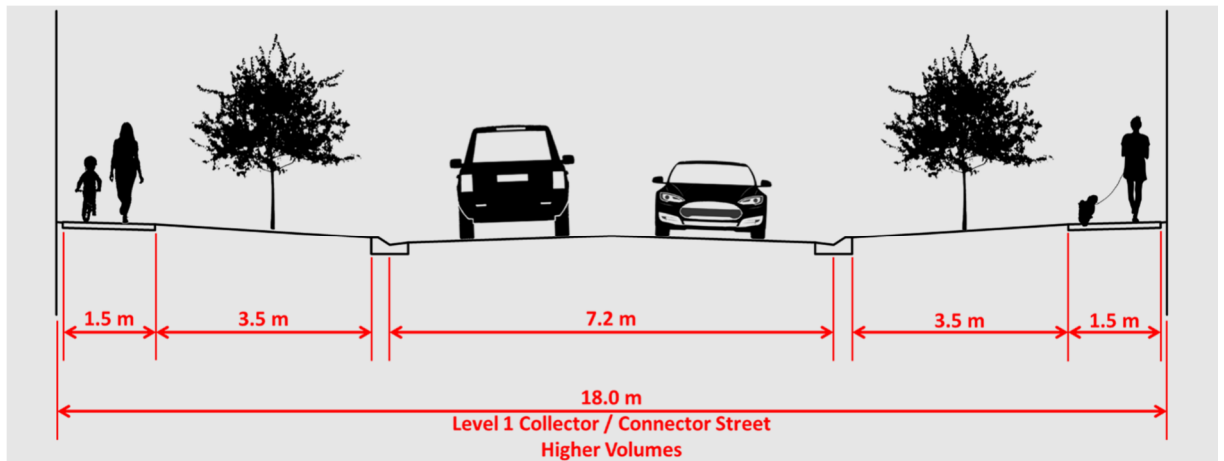 1.5 m
3.5 m
7.2 m
3.5 m
1.5 m
18.0 m
Level 1 Collector / Connector Street
Higher Volumes